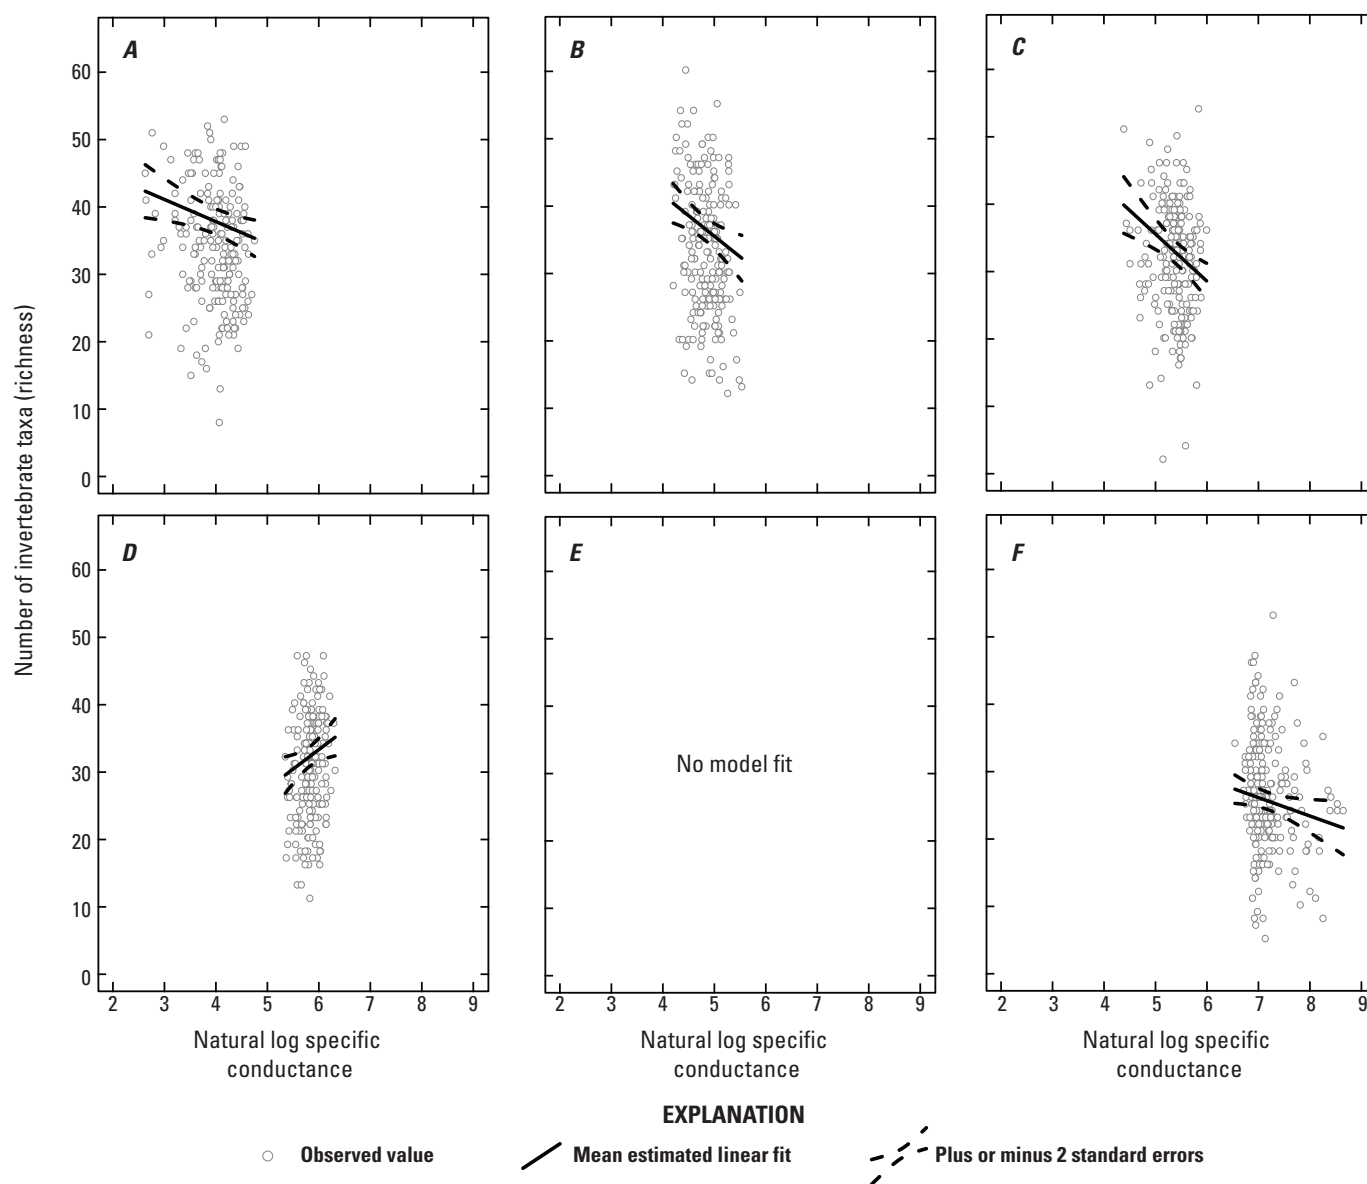 A
B
C
60
50
40
30
20
10
0
Number of invertebrate taxa (richness)
D
E
F
60
50
40
30
20
10
0
No model fit
2 3 4 5 6 7 8 9
2 3 4 5 6 7 8 9
2 3 4 5 6 7 8 9
Natural log specific
conductance
Natural log specific
conductance
Natural log specific
conductance
EXPLANATION
Observed value
Mean estimated linear fit
Plus or minus 2 standard errors